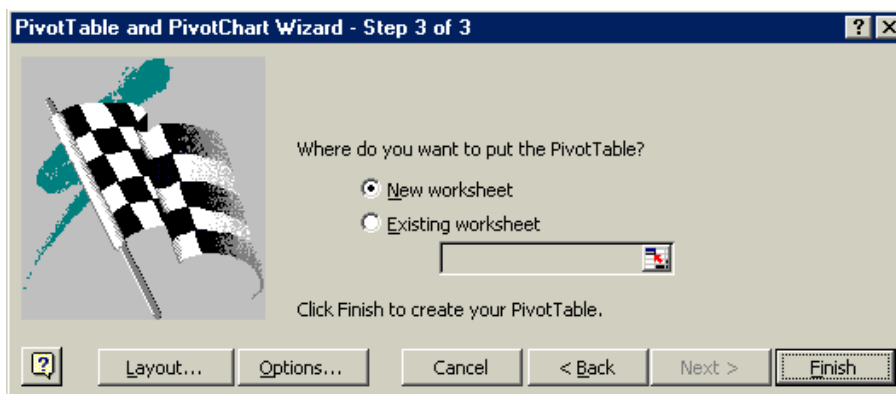 PivotTable and PivotChart Wizard - Step 3 of 3
Where do you want to put the PivotTable?
New worksheet
Existing worksheet
Click Finish to create your PivotTable.
Layout... Options... Cancel < Back Next > Finish